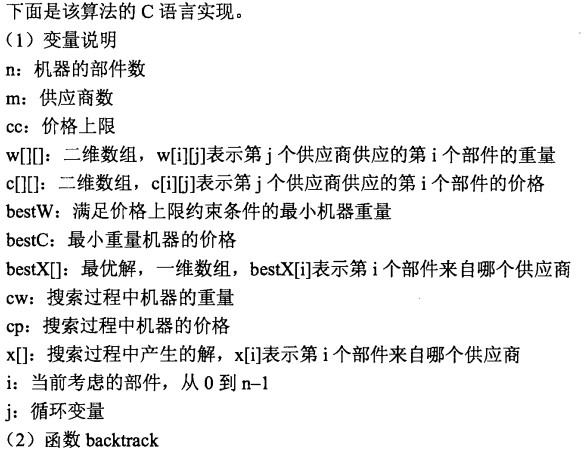 下面是该算法的 C 语言实现。
（1）变量说明
n：机器的部件数
m：供应商数
cc：价格上限
w[][]：二维数组，w[i][j]表示第 j 个供应商供应的第 i 个部件的重量
c[][]：二维数组，c[i][j]表示第 j 个供应商供应的第 i 个部件的价格
bestW：满足价格上限约束条件的最小机器重量
bestC：最小重量机器的价格
bestX[]：最优解，一维数组，bestX[i]表示第 i 个部件来自哪个供应商
cw：搜索过程中机器的重量
cp：搜索过程中机器的价格
x[]：搜索过程中产生的解，x[i]表示第 i 个部件来自哪个供应商
i：当前考虑的部件，从 0 到 n–1
j：循环变量
（2）函数 backtrack